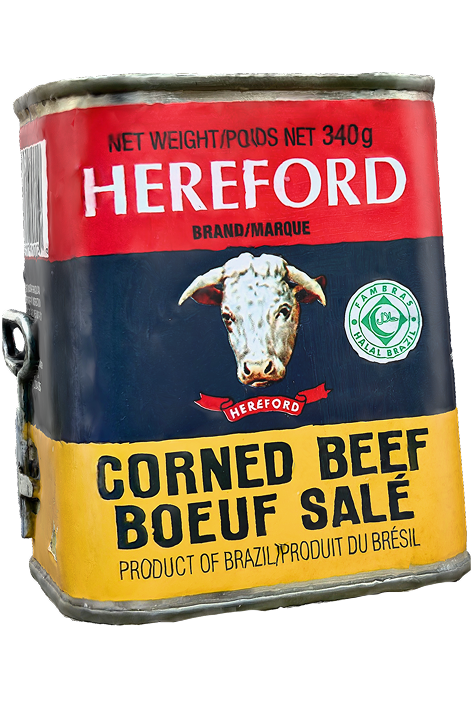 NET WEIGHT/POIDS NET 340g
HEREFORD
BRAND/MARQUE
FAMBRAS
حلال
HALAL BRAZIL
HEREFORD
CORNED BEEF
BOEUF SALÉ
PRODUCT OF BRAZIL/PRODUIT DU BRÉSIL